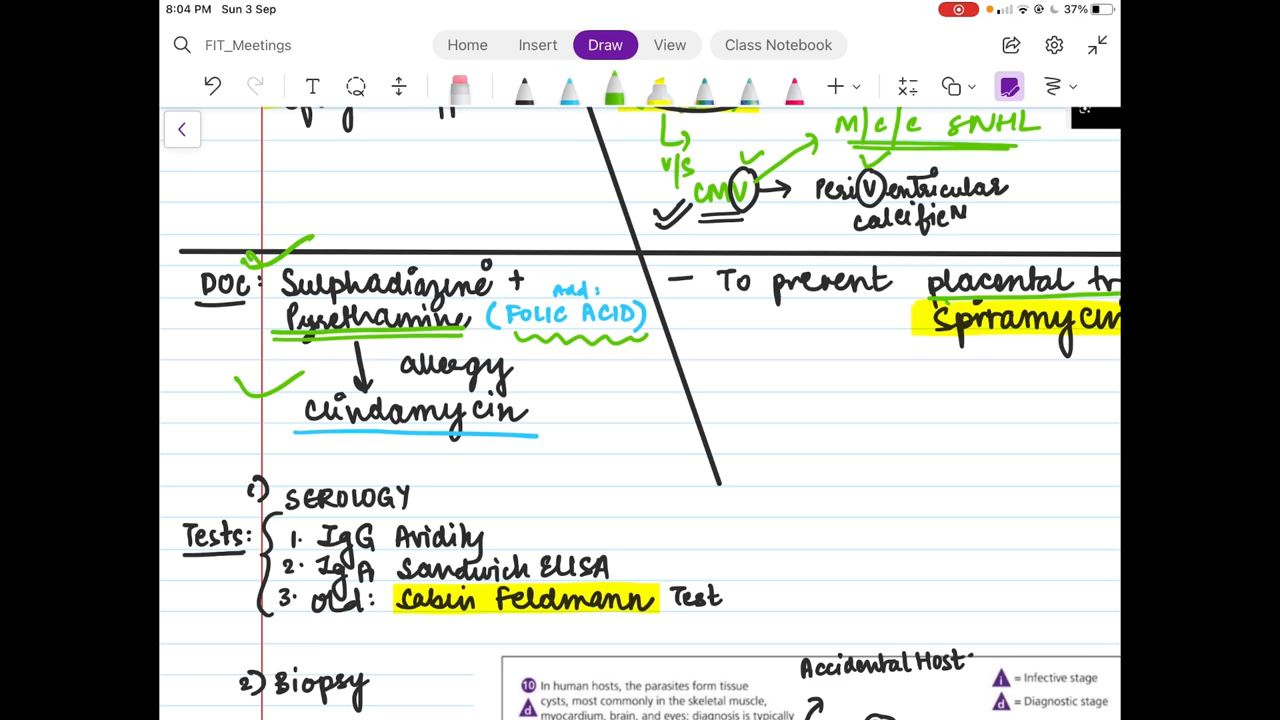 8:04 PM Sun 3 Sep
37%
FIT_Meetings
Home Insert Draw View Class Notebook
M/c/c SNHL
V/S
CMV → PeriVentricular
calcificN
DOC: Sulphadiazine +
Pyrethamine
Add:
(FOLIC ACID)
allergy
Clindamycin
- To prevent placental tr
Spiramycin
1) SEROLOGY
Tests:
1. IgG Avidity
2. IgA Sandwich ELISA
3. Old: Sabin Feldmann Test
2) Biopsy
Accidental Host
10 In human hosts, the parasites form tissue
d cysts, most commonly in the skeletal muscle,
myocardium, brain, and eyes; diagnosis is typically
i = Infective stage
d = Diagnostic stage